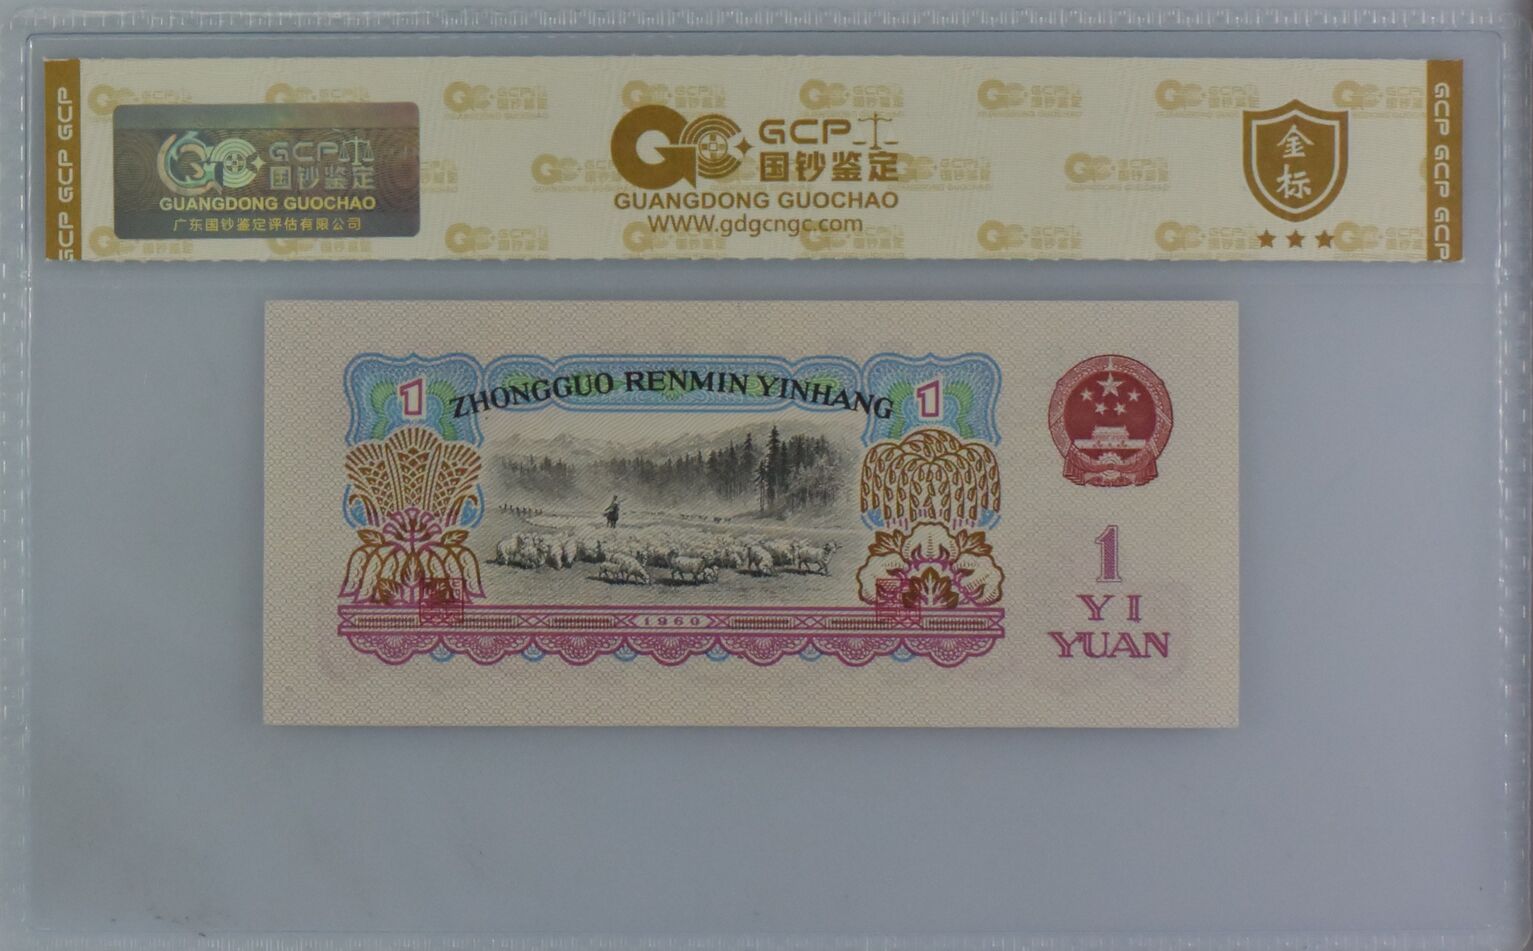 GCP GCP GCP
GCP
国钞鉴定
GUANGDONG GUOCHAO
广东国钞鉴定评估有限公司
GCP
国钞鉴定
GUANGDONG GUOCHAO
WWW.gdgcngc.com
金标
GCP GCP GCP
1
ZHONGGUO RENMIN YINHANG
1
1960
1
YI
YUAN